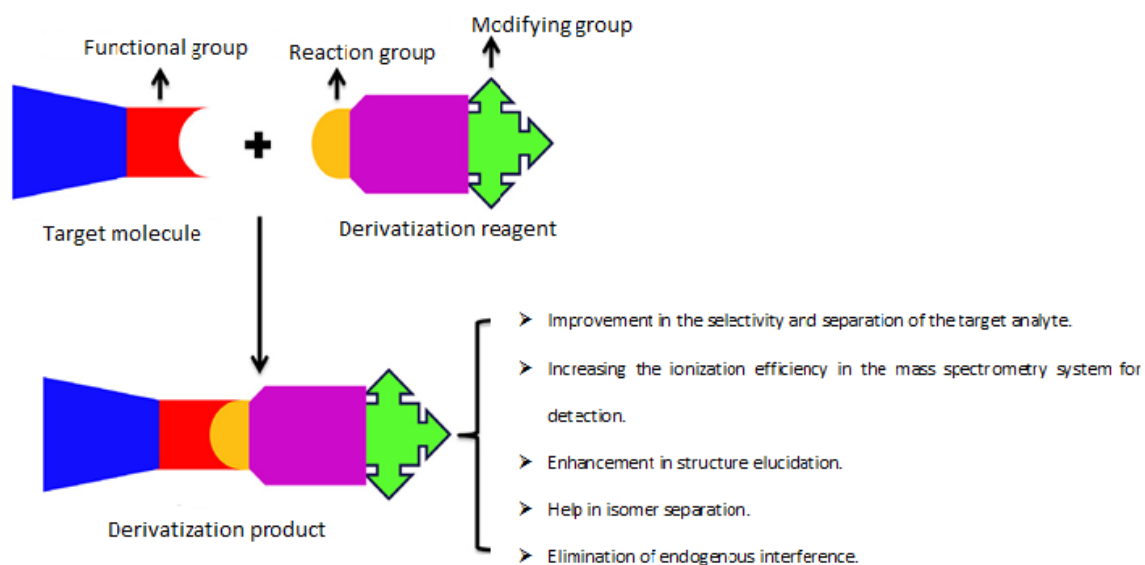 Modifying group
Functional group
Reaction group
Target molecule
Derivatization reagent
➤ Improvement in the selectivity and separation of the target analyte.
➤ Increasing the ionization efficiency in the mass spectrometry system for
detection.
➤ Enhancement in structure elucidation.
➤ Help in isomer separation.
➤ Elimination of endogenous interference.
Derivatization product